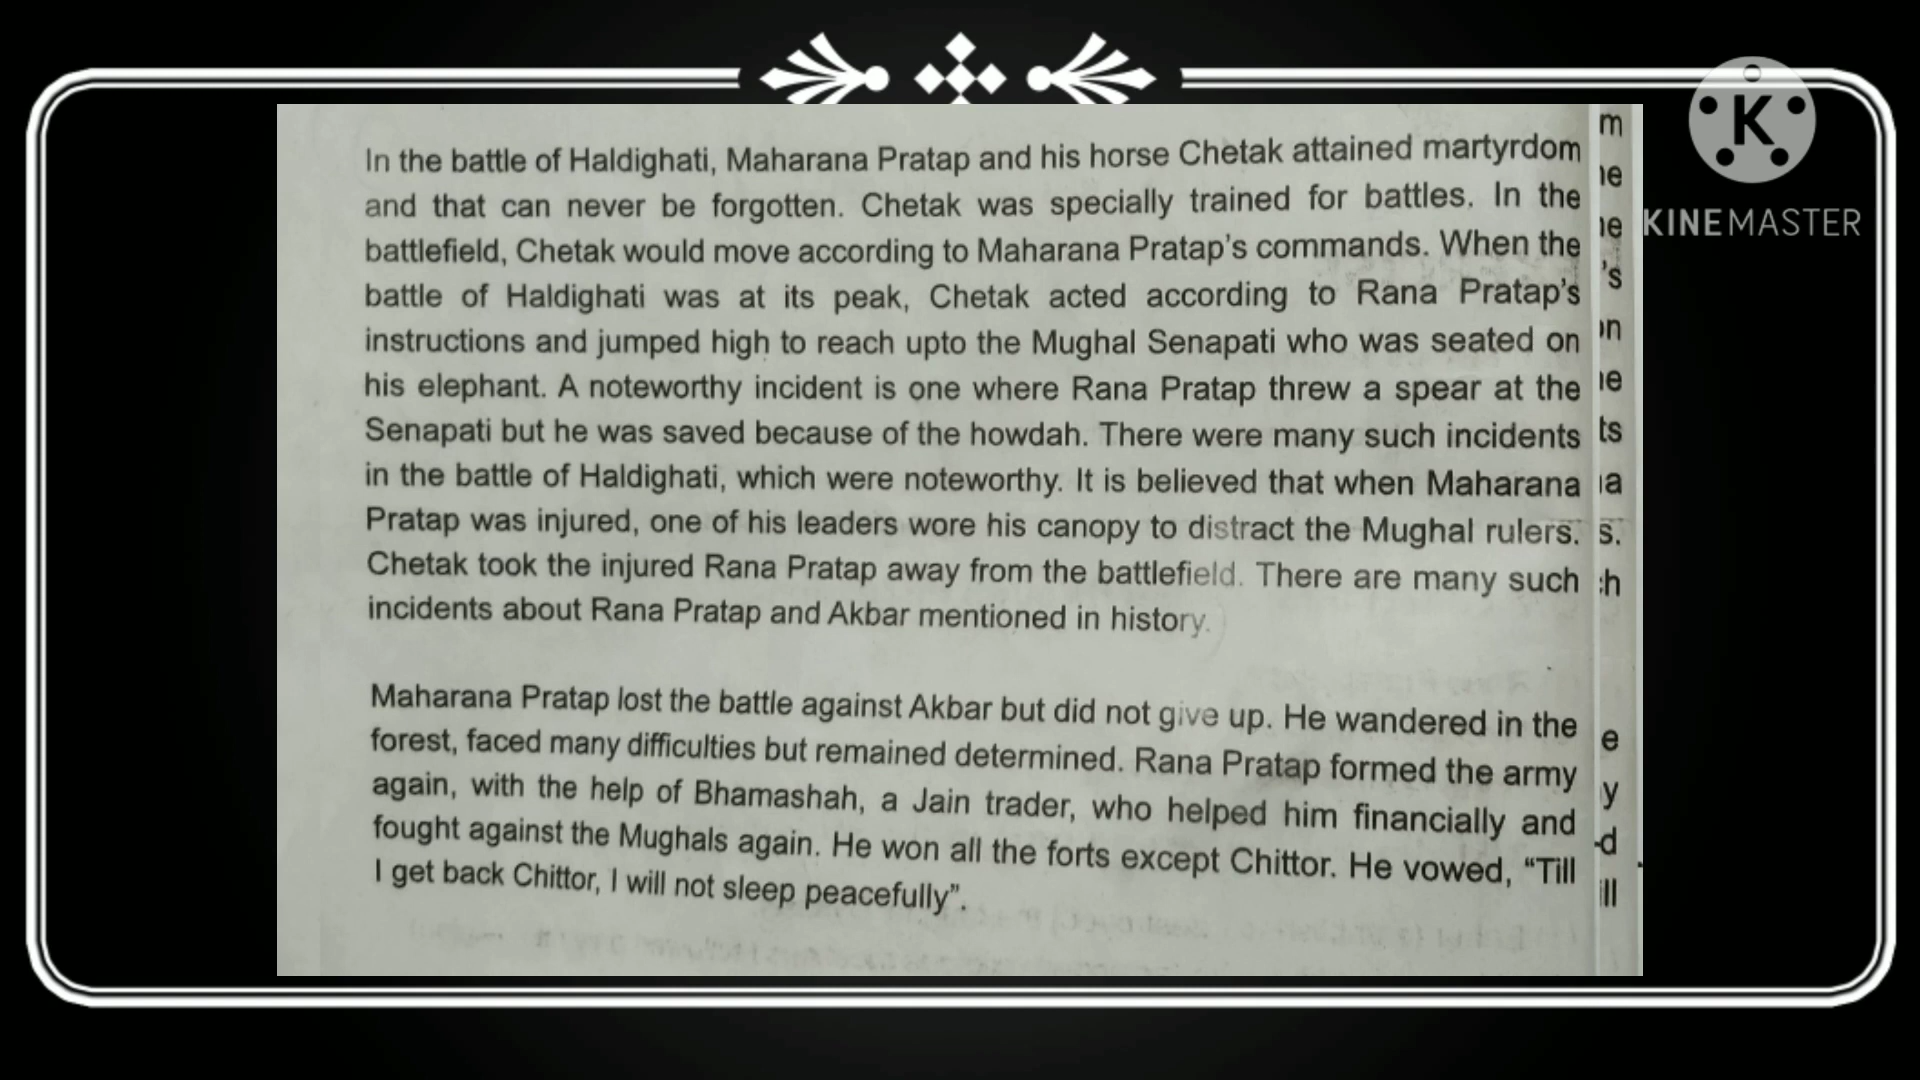 In the battle of Haldighati, Maharana Pratap and his horse Chetak attained martyrdom
and that can never be forgotten. Chetak was specially trained for battles. In the
battlefield, Chetak would move according to Maharana Pratap's commands. When the
battle of Haldighati was at its peak, Chetak acted according to Rana Pratap's
instructions and jumped high to reach upto the Mughal Senapati who was seated on
his elephant. A noteworthy incident is one where Rana Pratap threw a spear at the
Senapati but he was saved because of the howdah. There were many such incidents
in the battle of Haldighati, which were noteworthy. It is believed that when Maharana
Pratap was injured, one of his leaders wore his canopy to distract the Mughal rulers.
Chetak took the injured Rana Pratap away from the battlefield. There are many such
incidents about Rana Pratap and Akbar mentioned in history.
Maharana Pratap lost the battle against Akbar but did not give up. He wandered in the
forest, faced many difficulties but remained determined. Rana Pratap formed the army
again, with the help of Bhamashah, a Jain trader, who helped him financially and
fought against the Mughals again. He won all the forts except Chittor. He vowed, “Till
I get back Chittor, I will not sleep peacefully”.
K
KINEMASTER